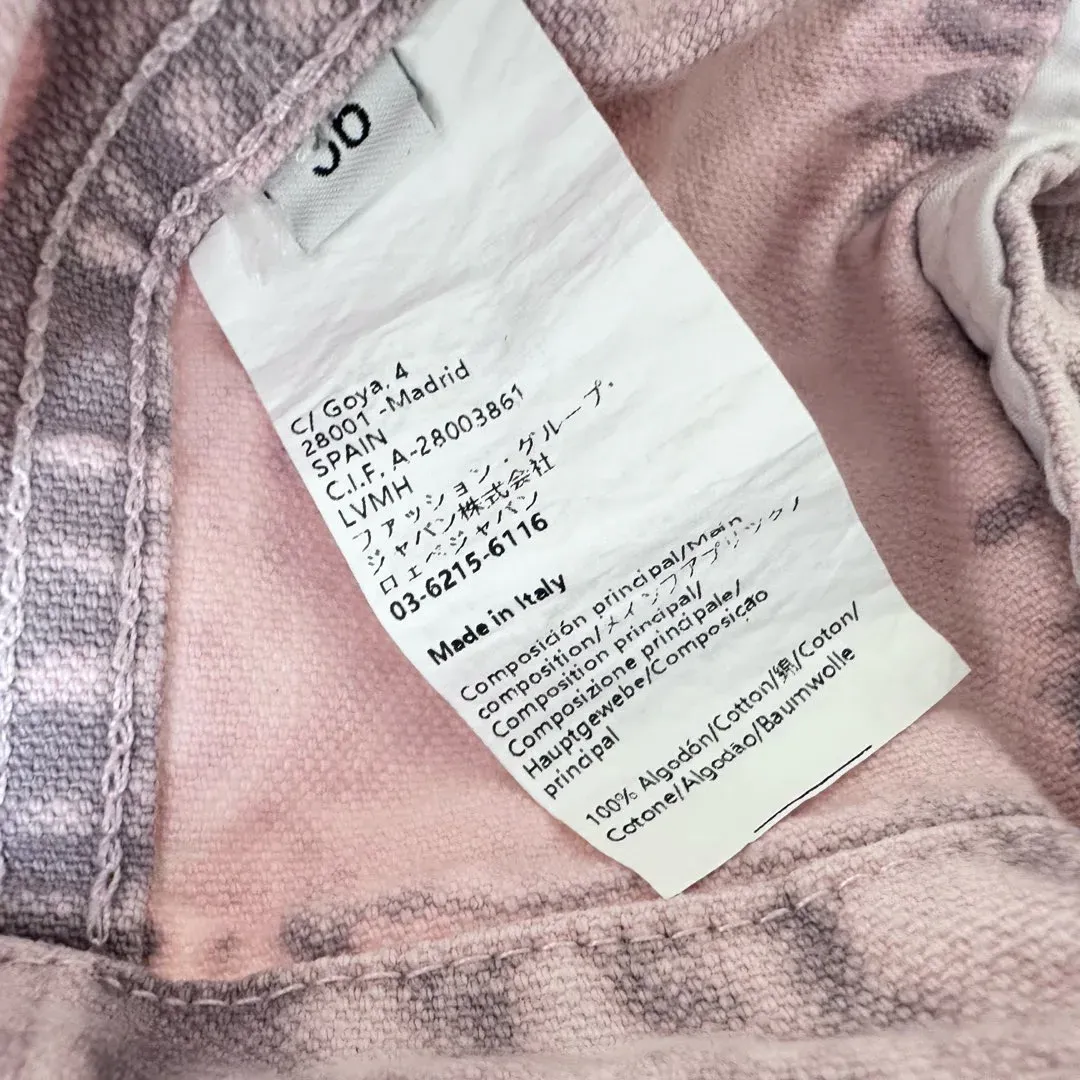 36
C/ Goya, 4
28001 -Madrid
SPAIN
C.I.F. A-28003861
LVMH
ファッション・グループ.
ジャパン株式会社
ロエベジャパン
03-6215-6116
Made in Italy
Composición principal/Main
composition/メインファブリック/
Composition principal/
Composizione principale/
Hauptgewebe/Composição
principal
100% Algodón/Cotton/綿/Coton/
Cotone/Algodão/Baumwolle